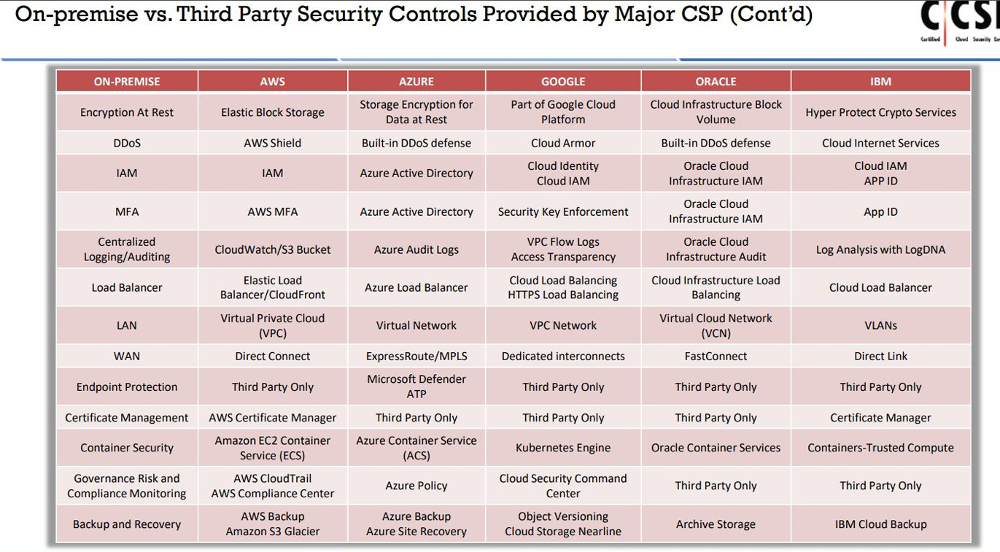 On-premise vs. Third Party Security Controls Provided by Major CSP (Cont'd)
Certified Cloud Security
ON-PREMISE AWS AZURE GOOGLE ORACLE IBM
Encryption At Rest
Elastic Block Storage
Storage Encryption for
Data at Rest
Part of Google Cloud
Platform
Cloud Infrastructure Block
Volume
Hyper Protect Crypto Services
DDoS
AWS Shield
Built-in DDoS defense
Cloud Armor
Built-in DDoS defense
Cloud Internet Services
IAM
IAM
Azure Active Directory
Cloud Identity
Cloud IAM
Oracle Cloud
Infrastructure IAM
Cloud IAM
APP ID
MFA
AWS MFA
Azure Active Directory
Security Key Enforcement
Oracle Cloud
Infrastructure IAM
App ID
Centralized
Logging/Auditing
CloudWatch/S3 Bucket
Azure Audit Logs
VPC Flow Logs
Access Transparency
Oracle Cloud
Infrastructure Audit
Log Analysis with LogDNA
Load Balancer
Elastic Load
Balancer/CloudFront
Azure Load Balancer
Cloud Load Balancing
HTTPS Load Balancing
Cloud Infrastructure Load
Balancing
Cloud Load Balancer
LAN
Virtual Private Cloud
(VPC)
Virtual Network
VPC Network
Virtual Cloud Network
(VCN)
VLANs
WAN
Direct Connect
ExpressRoute/MPLS
Dedicated interconnects
FastConnect
Direct Link
Endpoint Protection
Third Party Only
Microsoft Defender
ATP
Third Party Only
Third Party Only
Third Party Only
Certificate Management
AWS Certificate Manager
Third Party Only
Third Party Only
Third Party Only
Certificate Manager
Container Security
Amazon EC2 Container
Service (ECS)
Azure Container Service
(ACS)
Kubernetes Engine
Oracle Container Services
Containers-Trusted Compute
Governance Risk and
Compliance Monitoring
AWS CloudTrail
AWS Compliance Center
Azure Policy
Cloud Security Command
Center
Third Party Only
Third Party Only
Backup and Recovery
AWS Backup
Amazon S3 Glacier
Azure Backup
Azure Site Recovery
Object Versioning
Cloud Storage Nearline
Archive Storage
IBM Cloud Backup